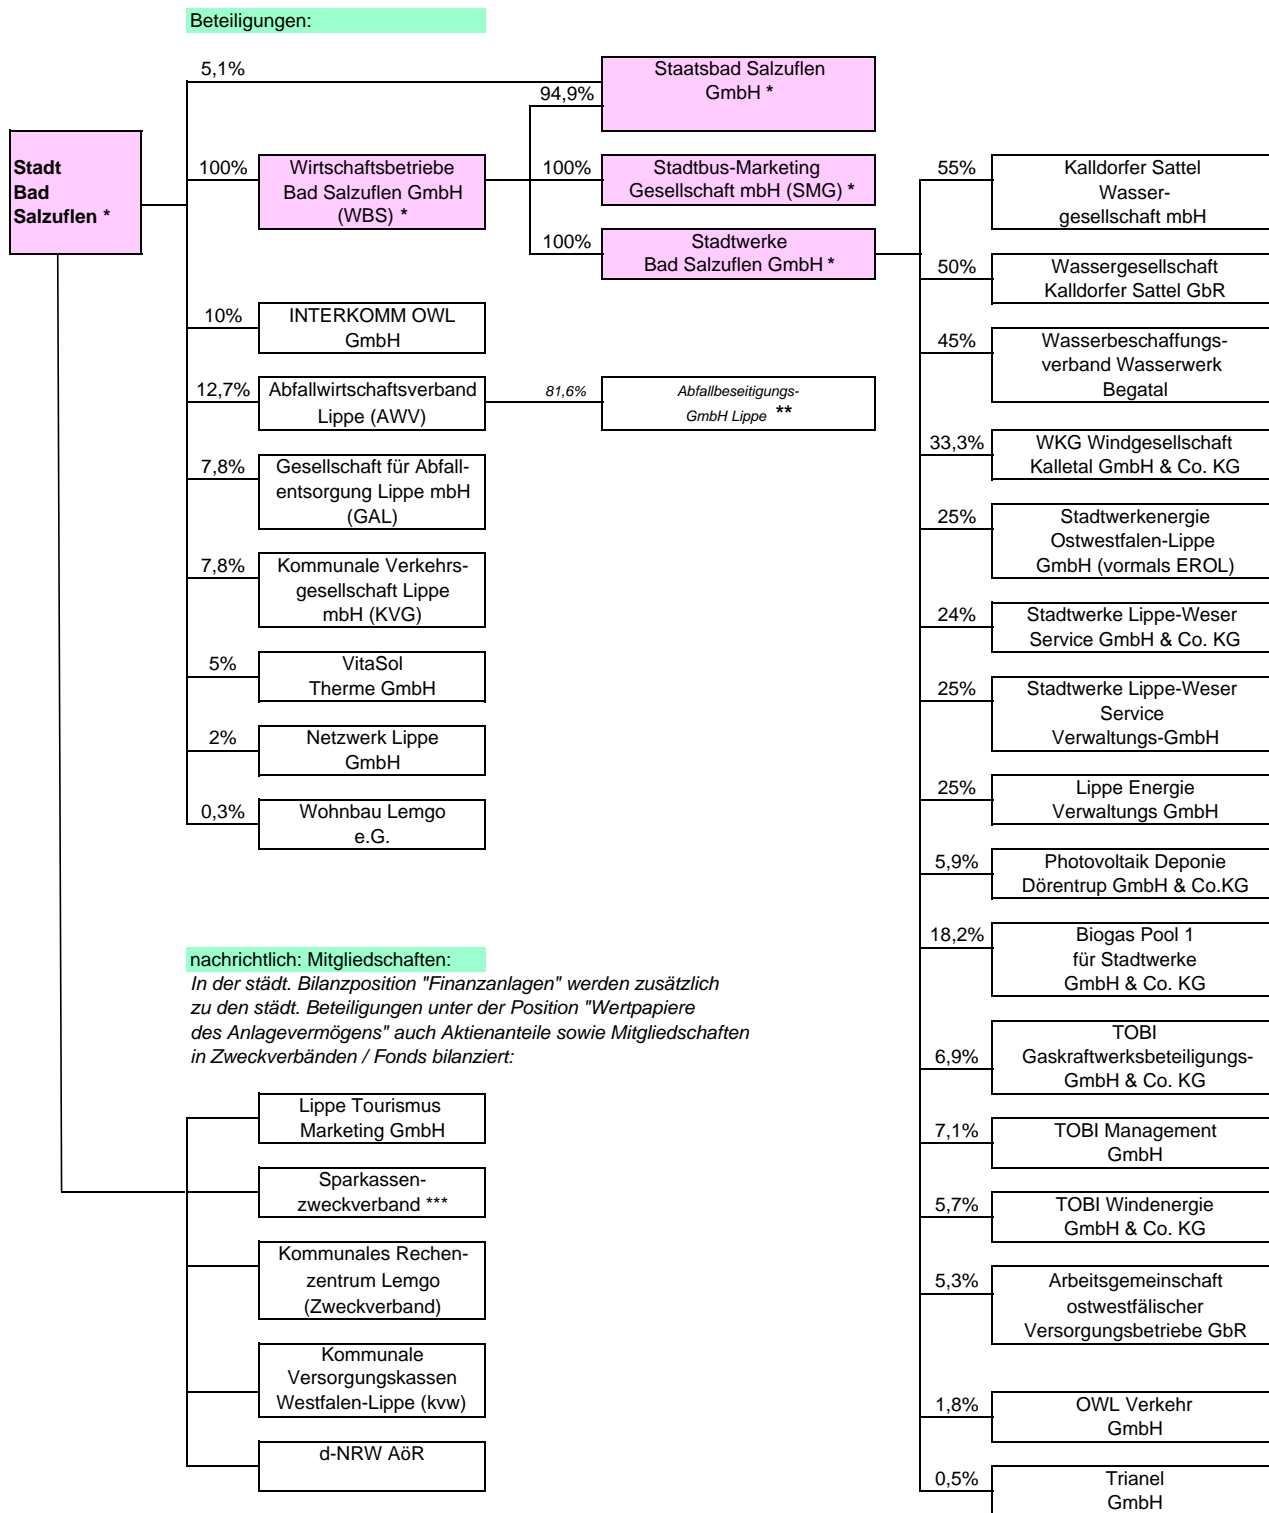 Beteiligungen:
5,1%
Staatsbad Salzuflen
GmbH *
94,9%
Stadt
Bad
Salzuflen *
100%
Wirtschaftsbetriebe
Bad Salzuflen GmbH
(WBS) *
100%
Stadtbus-Marketing
Gesellschaft mbH (SMG) *
100%
Stadtwerke
Bad Salzuflen GmbH *
10%
INTERKOMM OWL
GmbH
12,7%
Abfallwirtschaftsverband
Lippe (AWV)
81,6%
Abfallbeseitigungs-
GmbH Lippe **
7,8%
Gesellschaft für Abfall-
entsorgung Lippe mbH
(GAL)
7,8%
Kommunale Verkehrs-
gesellschaft Lippe
mbH (KVG)
5%
VitaSol
Therme GmbH
2%
Netzwerk Lippe
GmbH
0,3%
Wohnbau Lemgo
e.G.
55%
Kalldorfer Sattel
Wasser-
gesellschaft mbH
50%
Wassergesellschaft
Kalldorfer Sattel GbR
45%
Wasserbeschaffungs-
verband Wasserwerk
Begatal
33,3%
WKG Windgesellschaft
Kalletal GmbH & Co. KG
25%
Stadtwerkenergie
Ostwestfalen-Lippe
GmbH (vormals EROL)
24%
Stadtwerke Lippe-Weser
Service GmbH & Co. KG
25%
Stadtwerke Lippe-Weser
Service
Verwaltungs-GmbH
25%
Lippe Energie
Verwaltungs GmbH
5,9%
Photovoltaik Deponie
Dörentrup GmbH & Co.KG
18,2%
Biogas Pool 1
für Stadtwerke
GmbH & Co. KG
6,9%
TOBI
Gaskraftwerksbeteiligungs-
GmbH & Co. KG
7,1%
TOBI Management
GmbH
5,7%
TOBI Windenergie
GmbH & Co. KG
5,3%
Arbeitsgemeinschaft
ostwestfälischer
Versorgungsbetriebe GbR
1,8%
OWL Verkehr
GmbH
0,5%
Trianel
GmbH
nachrichtlich: Mitgliedschaften:
In der städt. Bilanzposition "Finanzanlagen" werden zusätzlich
zu den städt. Beteiligungen unter der Position "Wertpapiere
des Anlagevermögens" auch Aktienanteile sowie Mitgliedschaften
in Zweckverbänden / Fonds bilanziert:
Lippe Tourismus
Marketing GmbH
Sparkassen-
zweckverband ***
Kommunales Rechen-
zentrum Lemgo
(Zweckverband)
Kommunale
Versorgungskassen
Westfalen-Lippe (kvw)
d-NRW AöR